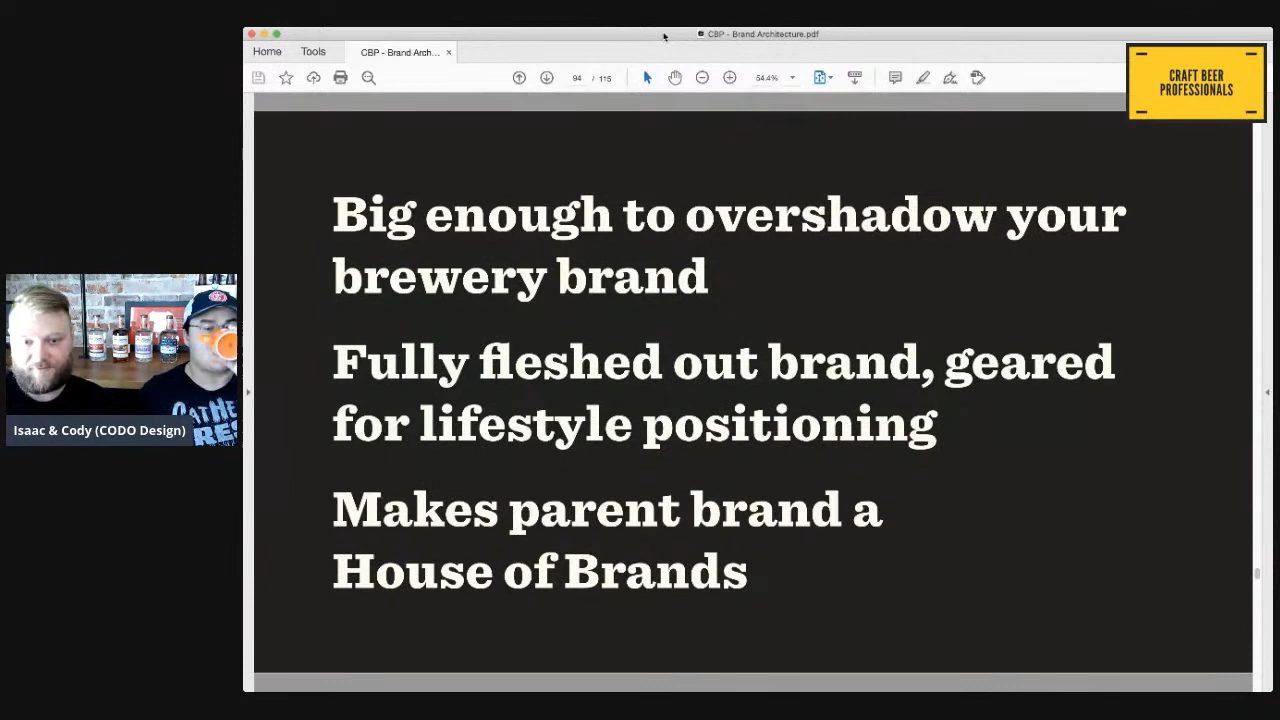 CBP - Brand Architecture.pdf
Home
Tools
CBP - Brand Arch...
94 / 115
54.4%
CRAFT BEER
PROFESSIONALS
Big enough to overshadow your
brewery brand
Fully fleshed out brand, geared
for lifestyle positioning
Makes parent brand a
House of Brands
Isaac & Cody (CODO Design)